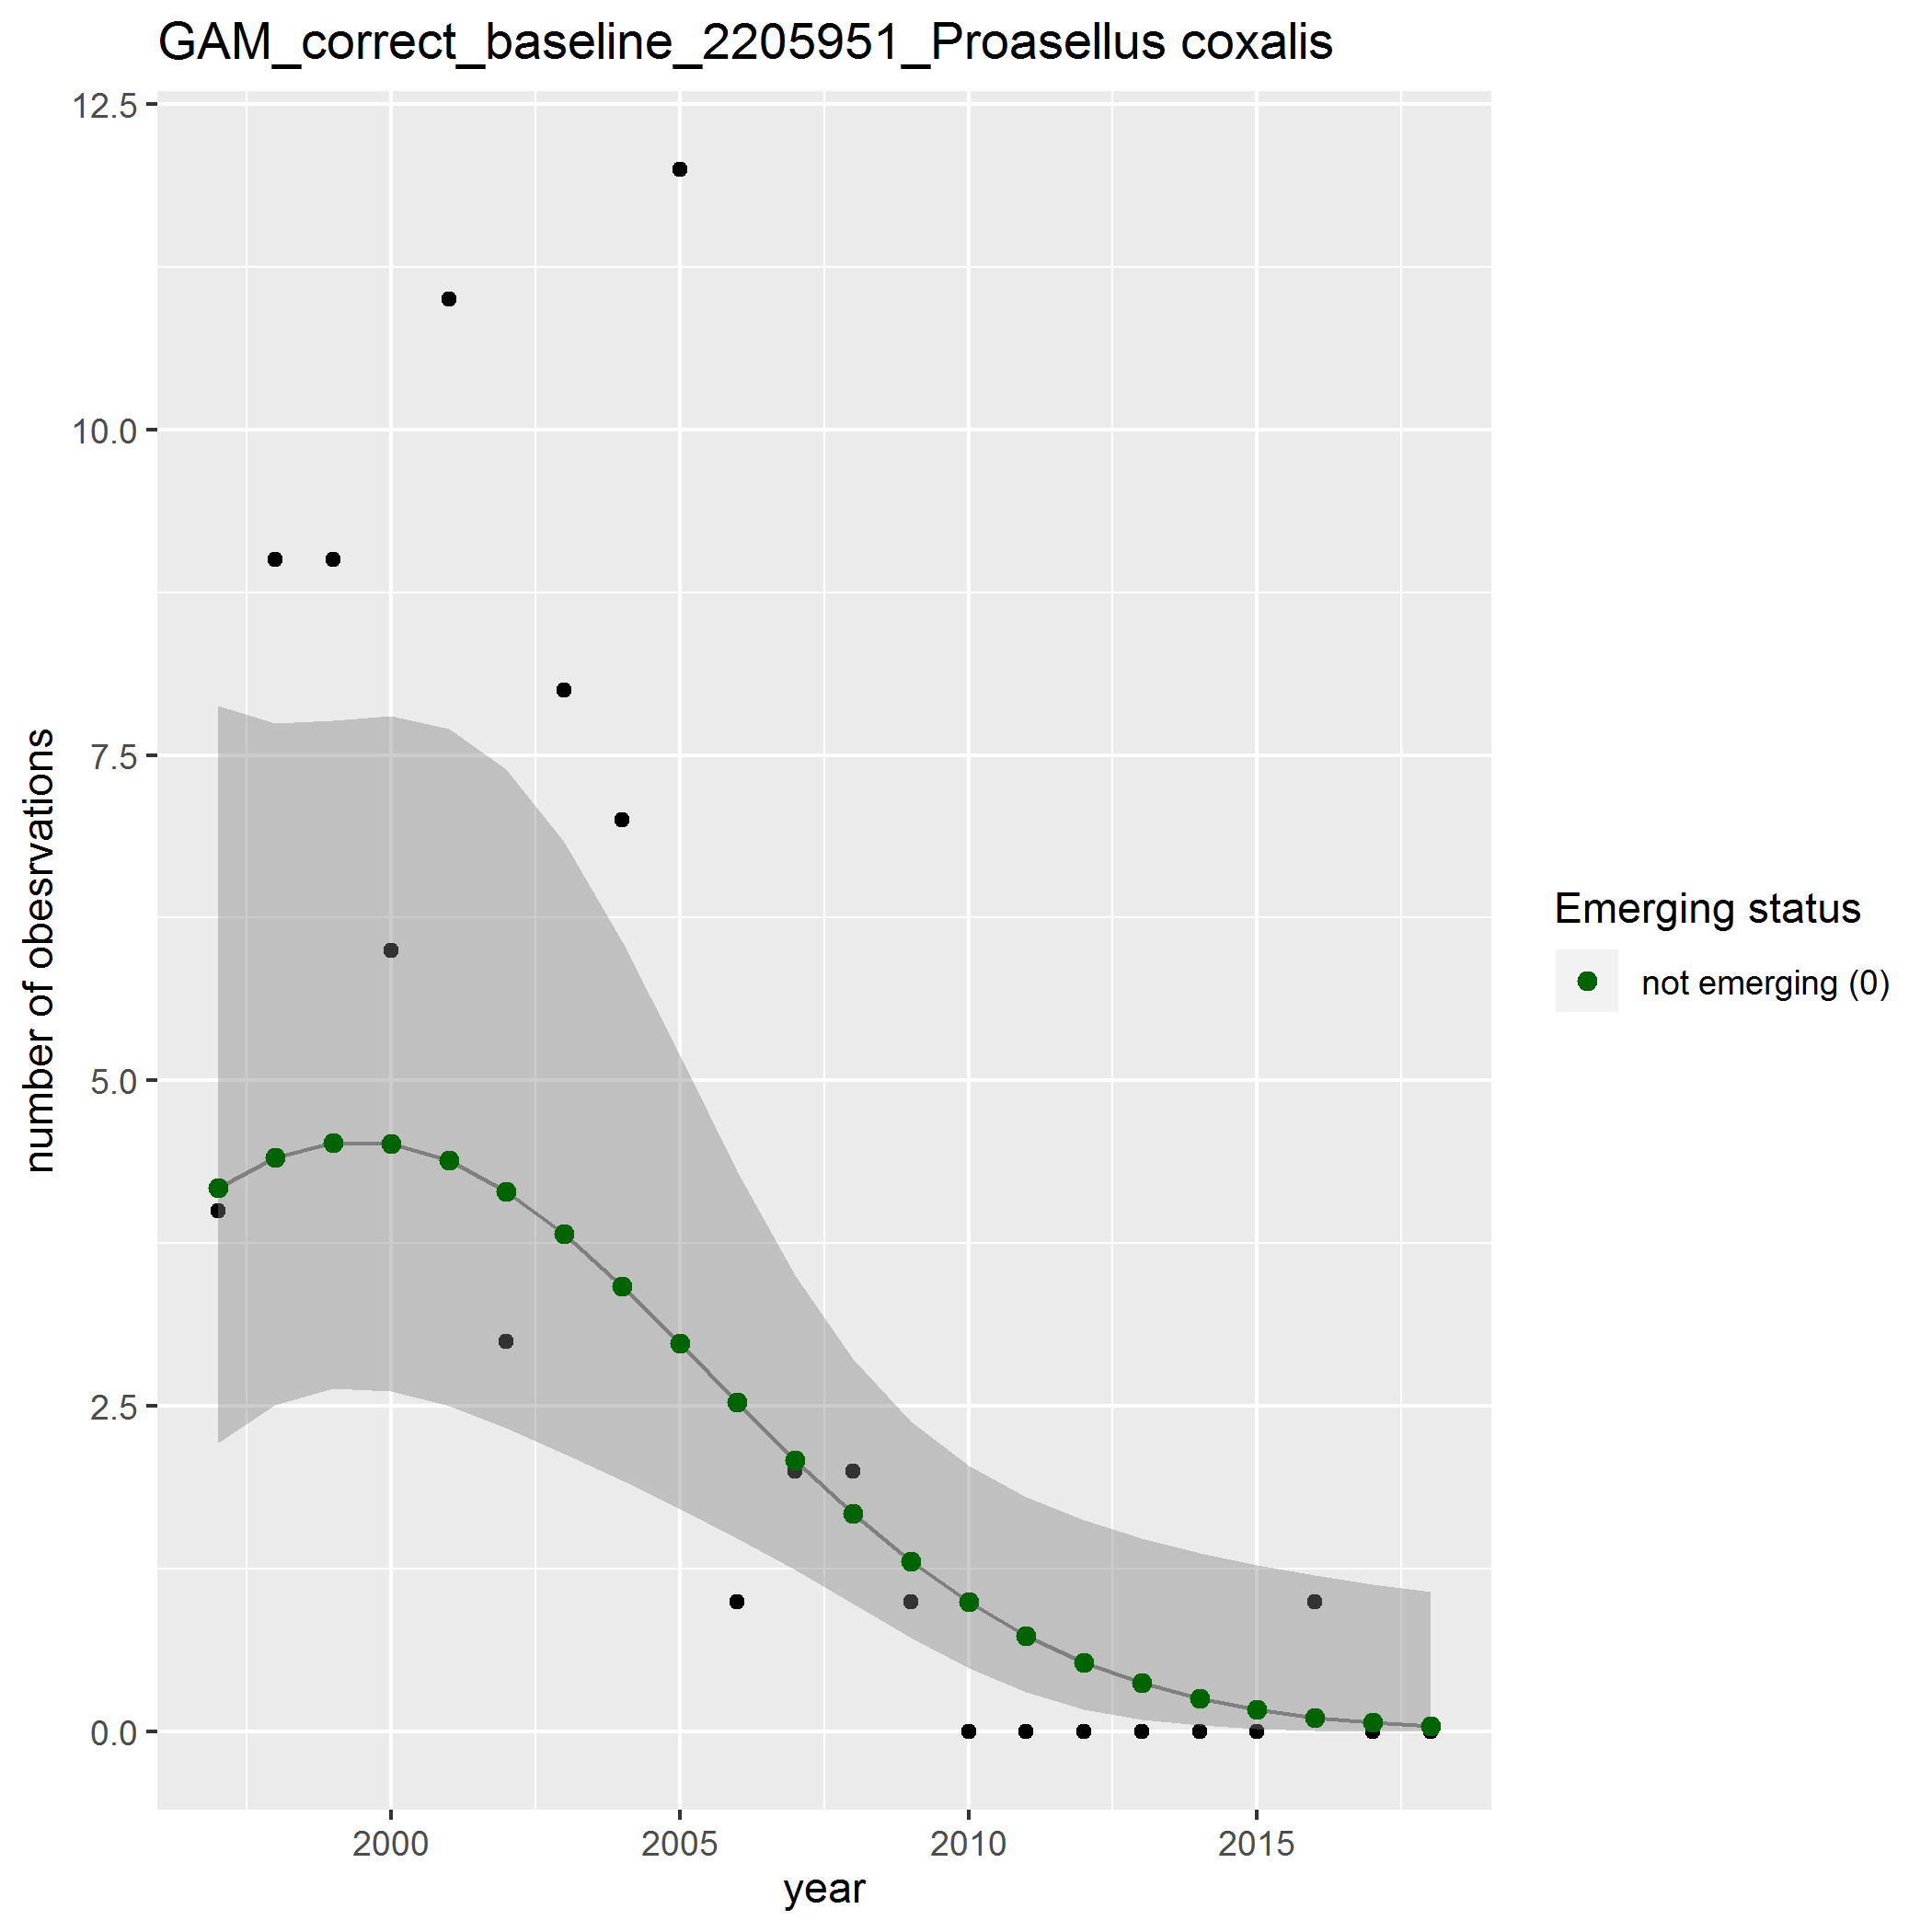 GAM_correct_baseline_2205951_Proasellus coxalis
12.5
10.0
7.5
5.0
2.5
0.0
number of obesrvations
2000
2005
2010
2015
year
Emerging status
not emerging (0)